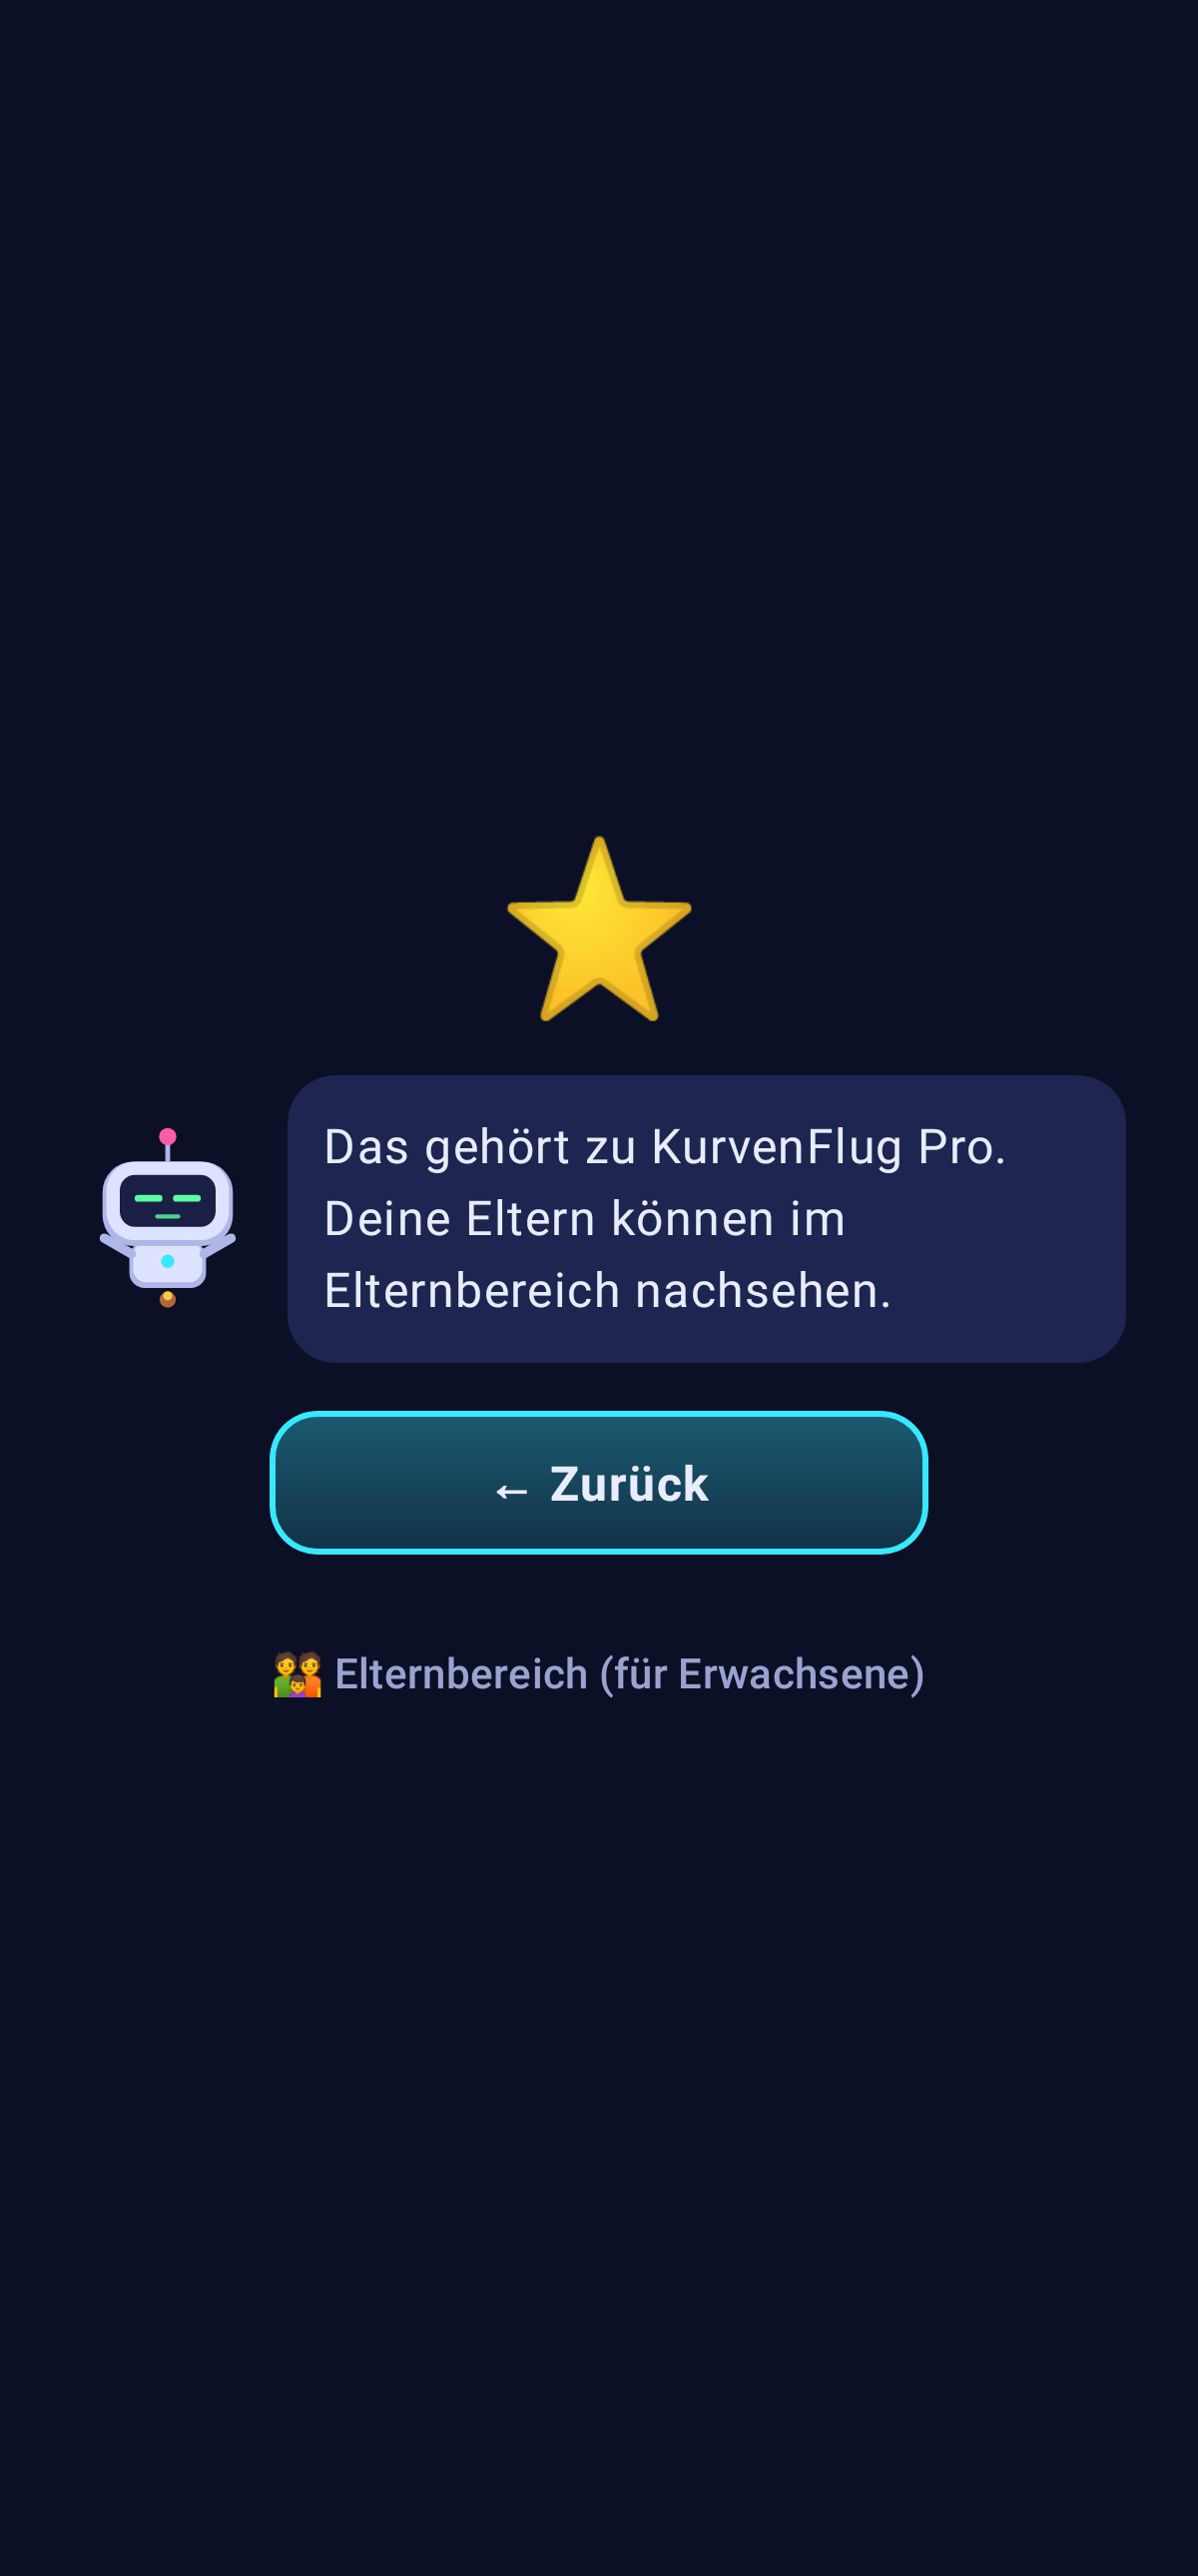 Das gehört zu KurvenFlug Pro.
Deine Eltern können im
Elternbereich nachsehen.
← Zurück
Elternbereich (für Erwachsene)